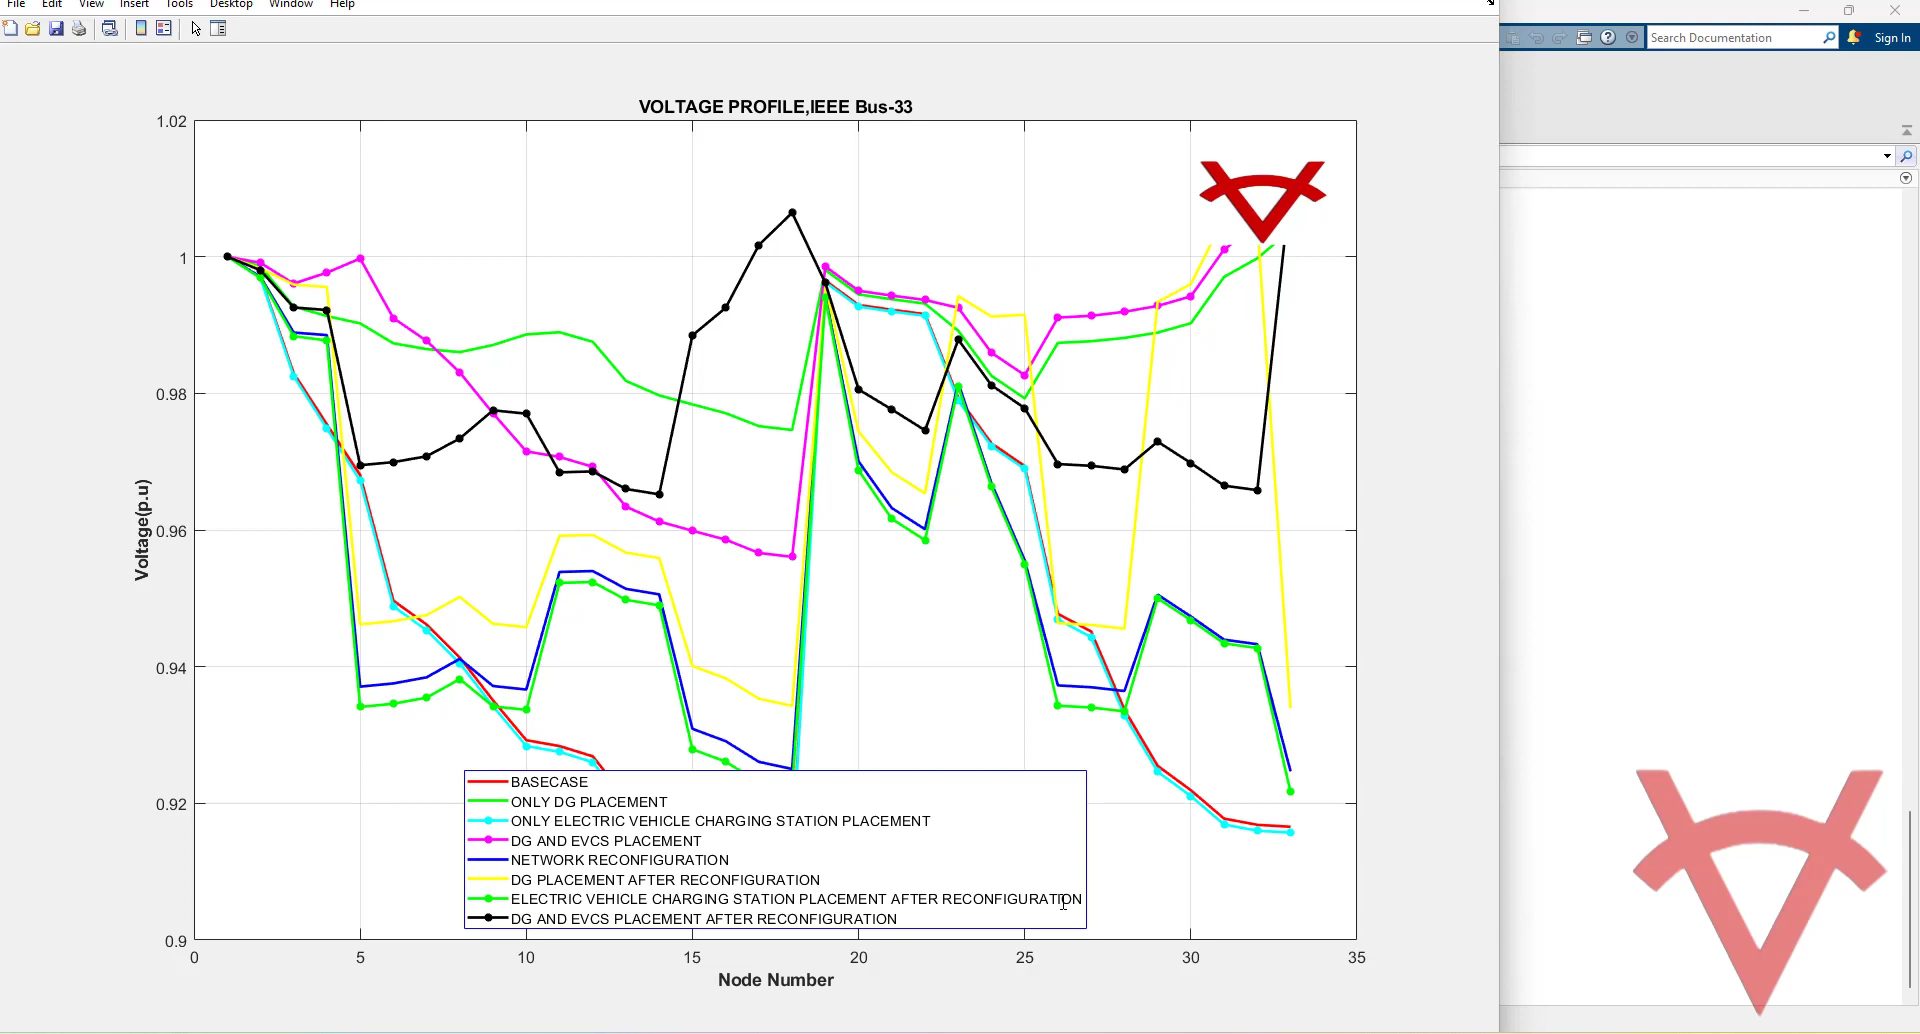 File Edit View Insert Tools Desktop Window Help
Search Documentation
Sign In
VOLTAGE PROFILE,IEEE Bus-33
1.02
1
0.98
0.96
0.94
0.92
0.9
Voltage(p.u)
BASECASE
ONLY DG PLACEMENT
ONLY ELECTRIC VEHICLE CHARGING STATION PLACEMENT
DG AND EVCS PLACEMENT
NETWORK RECONFIGURATION
DG PLACEMENT AFTER RECONFIGURATION
ELECTRIC VEHICLE CHARGING STATION PLACEMENT AFTER RECONFIGURATION
DG AND EVCS PLACEMENT AFTER RECONFIGURATION
0 5 10 15 20 25 30 35
Node Number